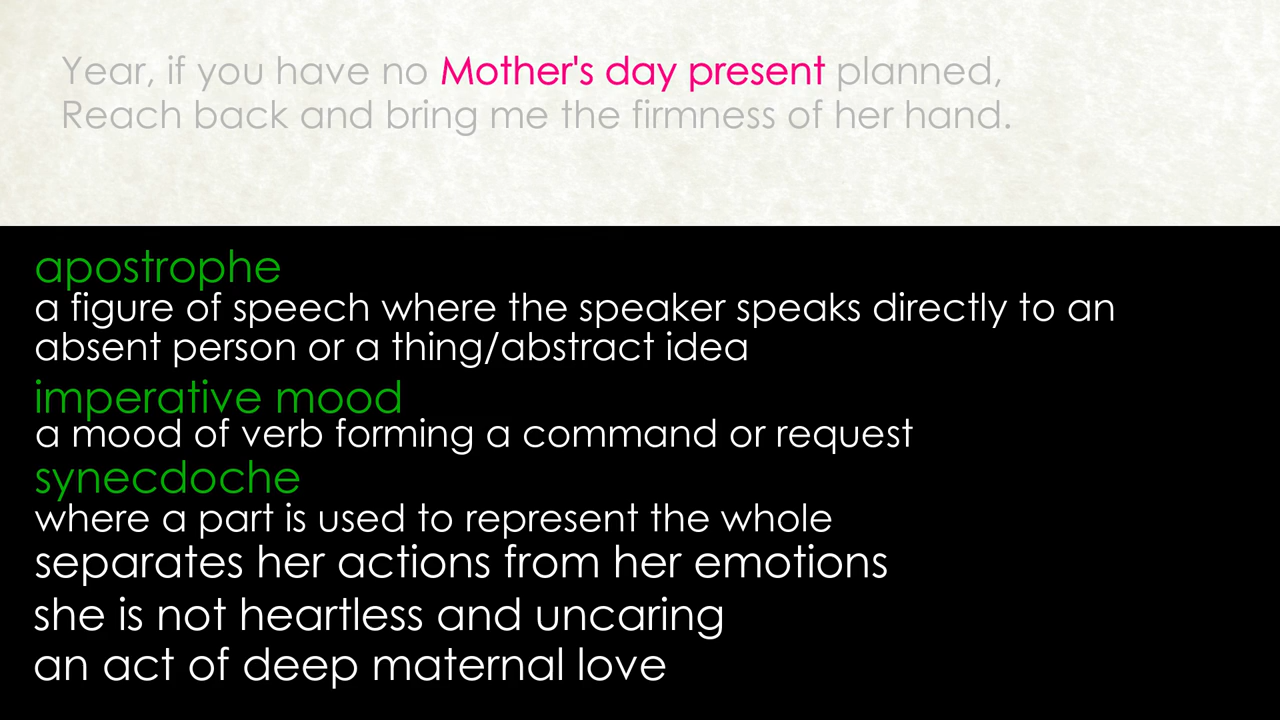 Year, if you have no Mother's day present planned,
Reach back and bring me the firmness of her hand.
apostrophe
a figure of speech where the speaker speaks directly to an
absent person or a thing/abstract idea
imperative mood
a mood of verb forming a command or request
synecdoche
where a part is used to represent the whole
separates her actions from her emotions
she is not heartless and uncaring
an act of deep maternal love